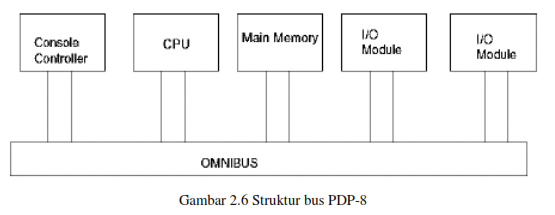 Console
Controller
CPU
Main Memory
I/O
Module
I/O
Module
OMNIBUS
Gambar 2.6 Struktur bus PDP-8